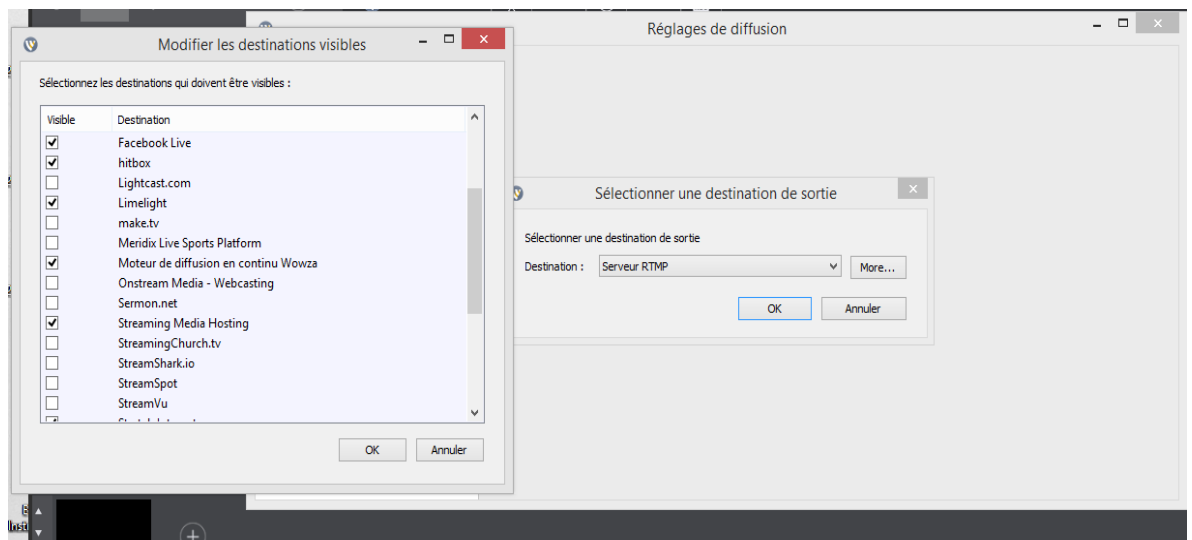 Réglages de diffusion
Modifier les destinations visibles
Sélectionnez les destinations qui doivent être visibles :
Visible Destination
Facebook Live
hitbox
Lightcast.com
Limelight
make.tv
Meridix Live Sports Platform
Moteur de diffusion en continu Wowza
Onstream Media - Webcasting
Sermon.net
Streaming Media Hosting
StreamingChurch.tv
StreamShark.io
StreamSpot
StreamVu
OK Annuler
Sélectionner une destination de sortie
Sélectionner une destination de sortie
Destination : Serveur RTMP More...
OK Annuler